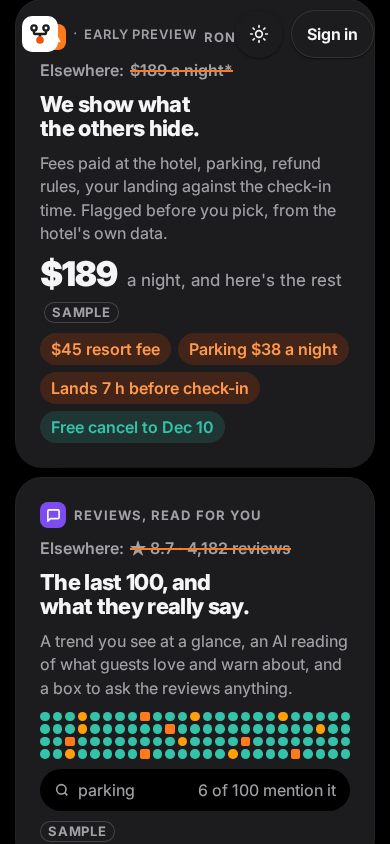 · EARLY PREVIEW
Sign in
Elsewhere: $189 a night*
We show what
the others hide.
Fees paid at the hotel, parking, refund
rules, your landing against the check-in
time. Flagged before you pick, from the
hotel's own data.
$189 a night, and here's the rest
SAMPLE
$45 resort fee
Parking $38 a night
Lands 7 h before check-in
Free cancel to Dec 10
REVIEWS, READ FOR YOU
Elsewhere: ★ 8.7 · 4,182 reviews
The last 100, and
what they really say.
A trend you see at a glance, an AI reading
of what guests love and warn about, and
a box to ask the reviews anything.
parking 6 of 100 mention it
SAMPLE